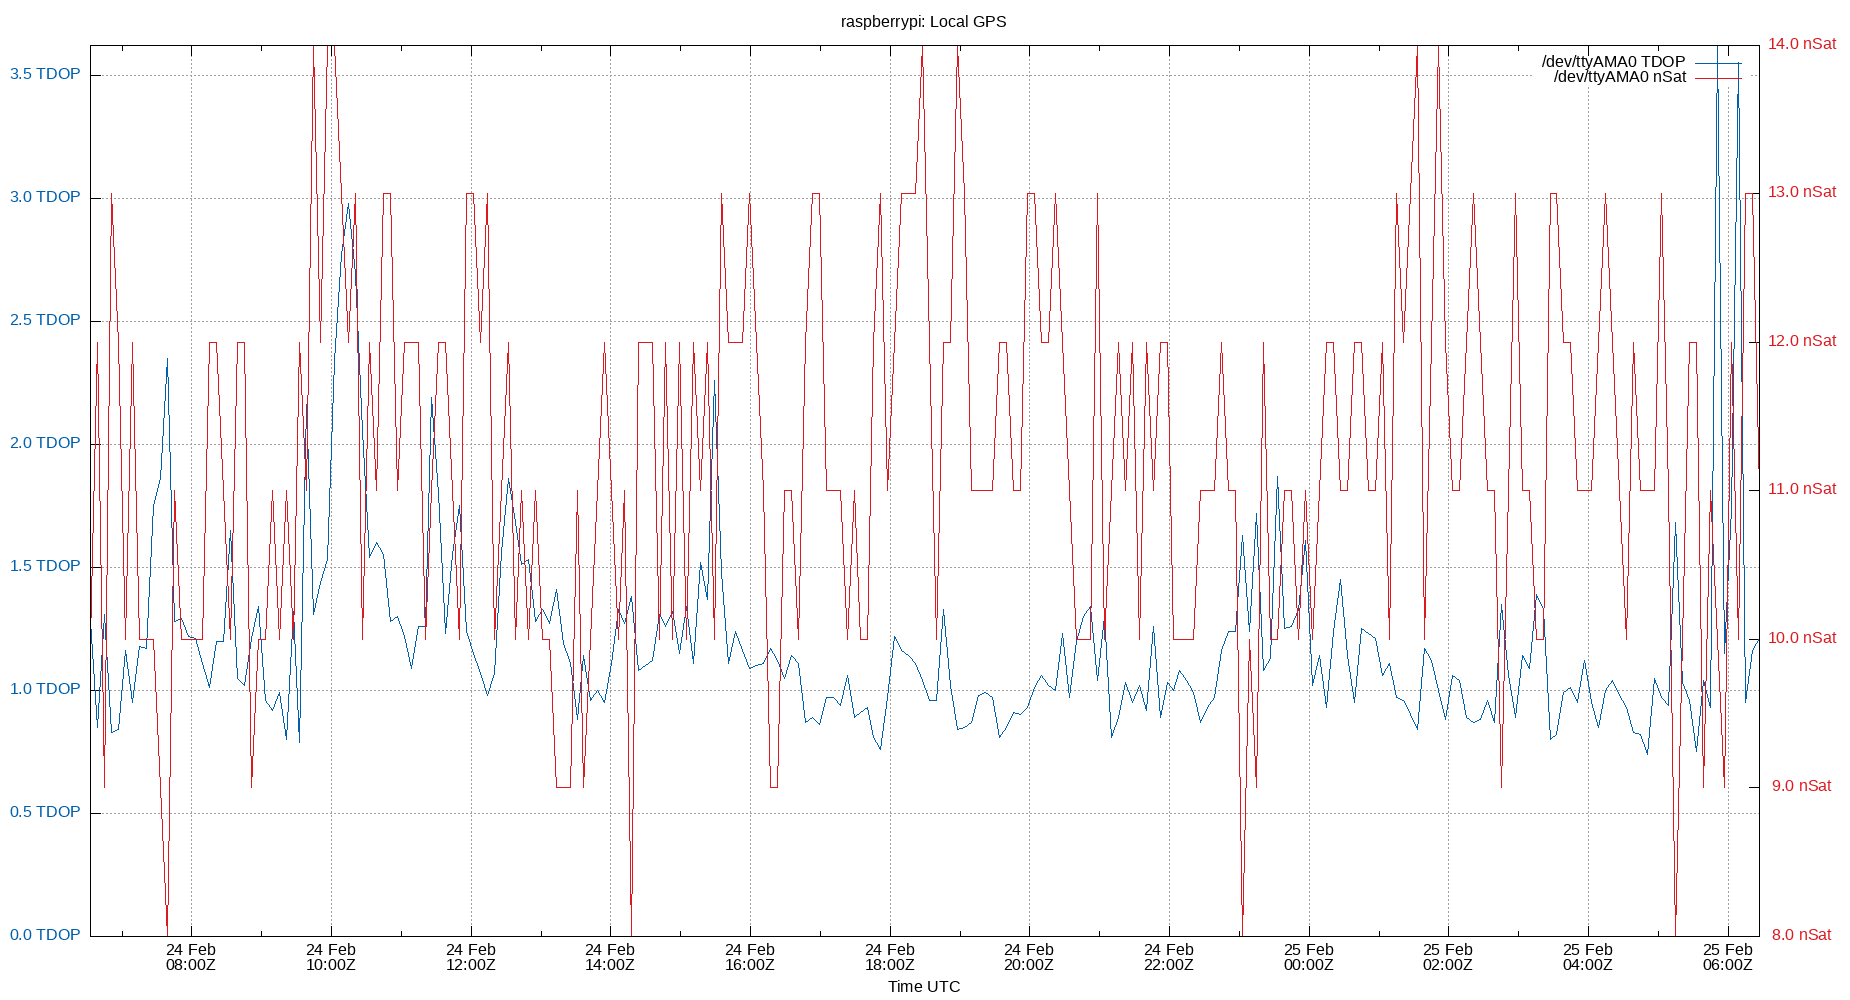 raspberrypi: Local GPS
14.0 nSat
/dev/ttyAMA0 TDOP
/dev/ttyAMA0 nSat
3.5 TDOP
3.0 TDOP
13.0 nSat
2.5 TDOP
12.0 nSat
2.0 TDOP
11.0 nSat
1.5 TDOP
10.0 nSat
1.0 TDOP
9.0 nSat
0.5 TDOP
0.0 TDOP
8.0 nSat
24 Feb 24 Feb 24 Feb 24 Feb 24 Feb 24 Feb 24 Feb 24 Feb 25 Feb 25 Feb 25 Feb 25 Feb
08:00Z 10:00Z 12:00Z 14:00Z 16:00Z 18:00Z 20:00Z 22:00Z 00:00Z 02:00Z 04:00Z 06:00Z
Time UTC